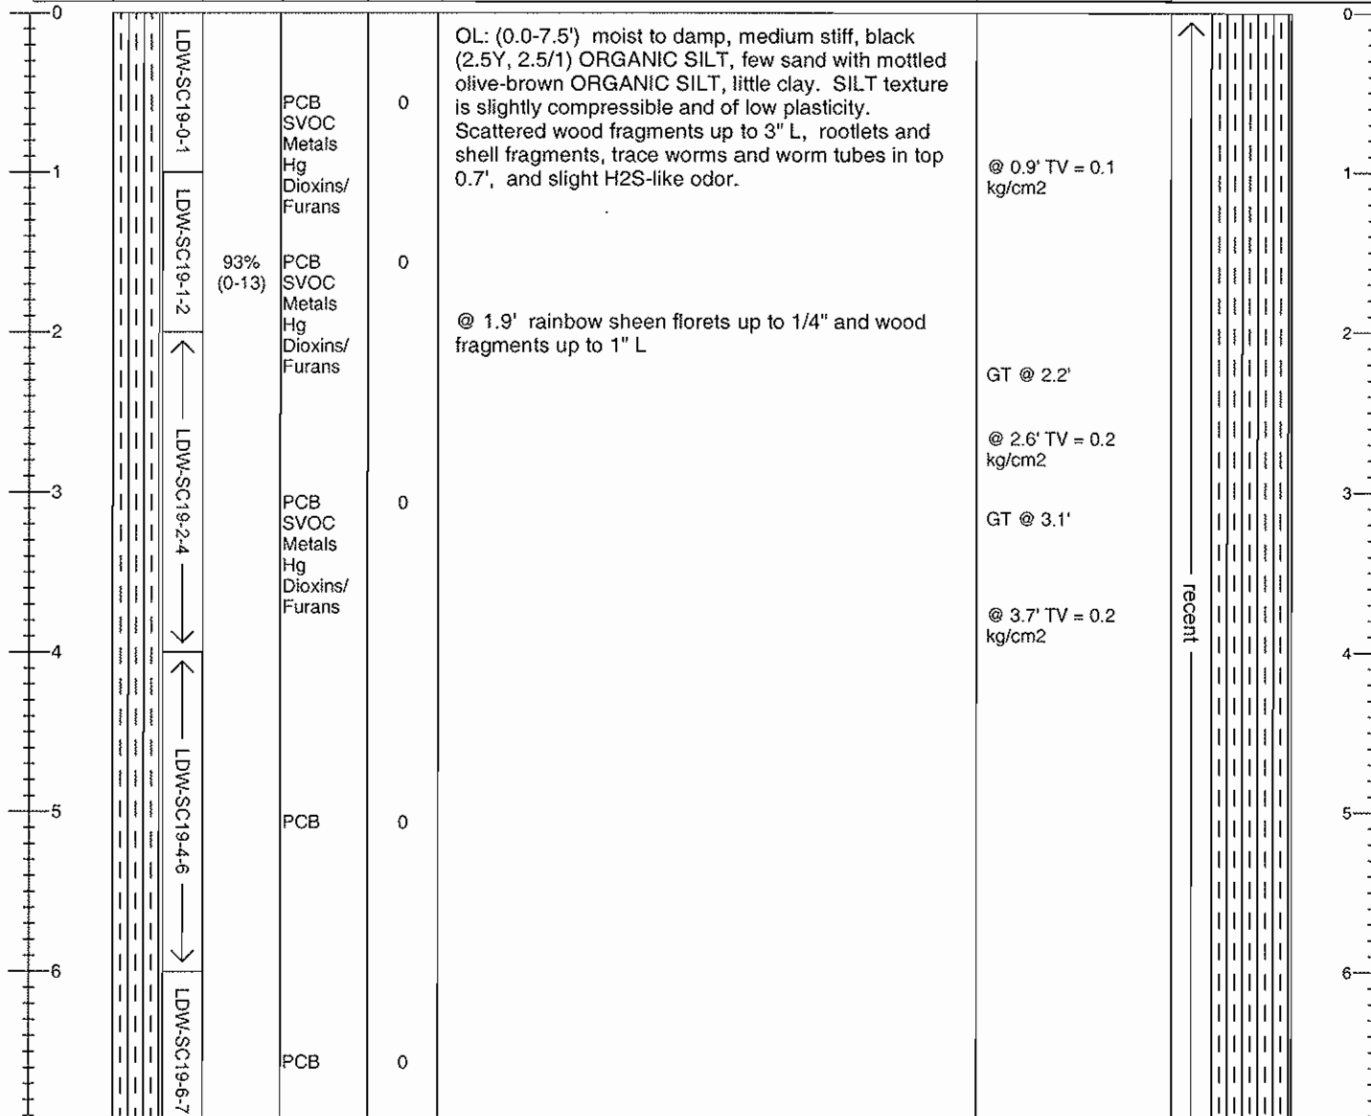 0
LDW-SC19-0-1
PCB
SVOC
Metals
Hg
Dioxins/
Furans
0
OL: (0.0-7.5') moist to damp, medium stiff, black
(2.5Y, 2.5/1) ORGANIC SILT, few sand with mottled
olive-brown ORGANIC SILT, little clay. SILT texture
is slightly compressible and of low plasticity.
Scattered wood fragments up to 3" L, rootlets and
shell fragments, trace worms and worm tubes in top
0.7', and slight H2S-like odor.
@ 0.9' TV = 0.1
kg/cm2
0
1
LDW-SC19-1-2
93%
(0-13)
PCB
SVOC
Metals
Hg
Dioxins/
Furans
0
@ 1.9' rainbow sheen florets up to 1/4" and wood
fragments up to 1" L
1
2
LDW-SC19-2-4
GT @ 2.2'
@ 2.6' TV = 0.2
kg/cm2
2
3
PCB
SVOC
Metals
Hg
Dioxins/
Furans
0
GT @ 3.1'
@ 3.7' TV = 0.2
kg/cm2
recent
3
4
LDW-SC19-4-6
4
5
PCB
0
5
6
LDW-SC19-6-7
PCB
0
6